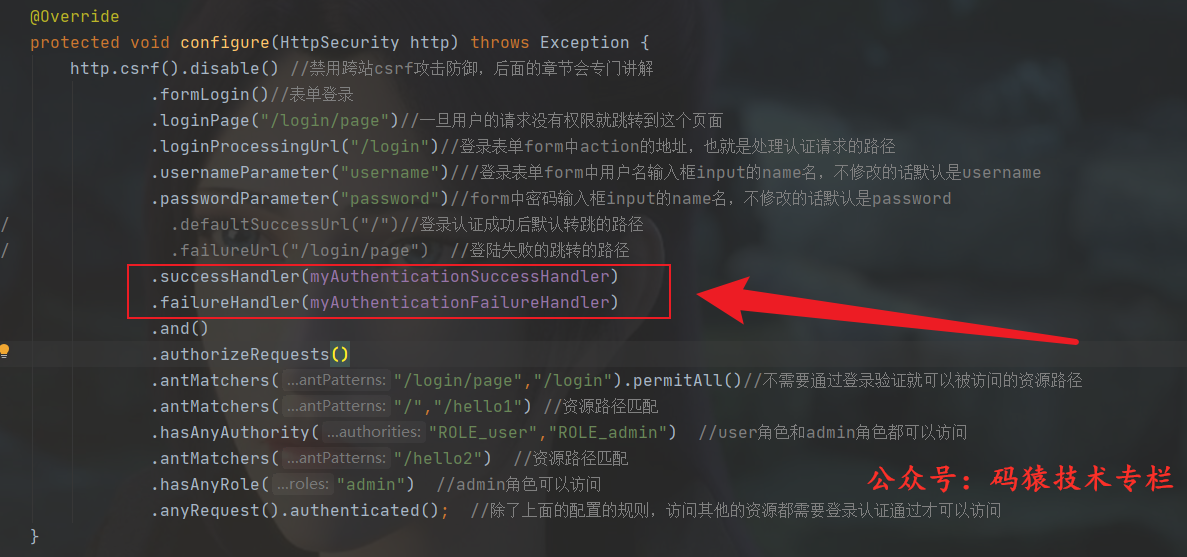 @Override
protected void configure(HttpSecurity http) throws Exception {
http.csrf().disable() //禁用跨站csrf攻击防御，后面的章节会专门讲解
.formLogin()//表单登录
.loginPage("/login/page")//一旦用户的请求没有权限就跳转到这个页面
.loginProcessingUrl("/login")//登录表单form中action的地址，也就是处理认证请求的路径
.usernameParameter("username")///登录表单form中用户名输入框input的name名，不修改的话默认是username
.passwordParameter("password")//form中密码输入框input的name名，不修改的话默认是password
/ .defaultSuccessUrl("/")//登录认证成功后默认转跳的路径
/ .failureUrl("/login/page") //登陆失败的跳转的路径
.successHandler(myAuthenticationSuccessHandler)
.failureHandler(myAuthenticationFailureHandler)
.and()
.authorizeRequests()
.antMatchers( ...antPatterns: "/login/page","/login").permitAll()//不需要通过登录验证就可以被访问的资源路径
.antMatchers( ...antPatterns: "/","/hello1") //资源路径匹配
.hasAnyAuthority( ...authorities: "ROLE_user","ROLE_admin") //user角色和admin角色都可以访问
.antMatchers( ...antPatterns: "/hello2") //资源路径匹配
.hasAnyRole( ...roles: "admin") //admin角色可以访问
.anyRequest().authenticated(); //除了上面的配置的规则，访问其他的资源都需要登录认证通过才可以访问
}
公众号：码猿技术专栏